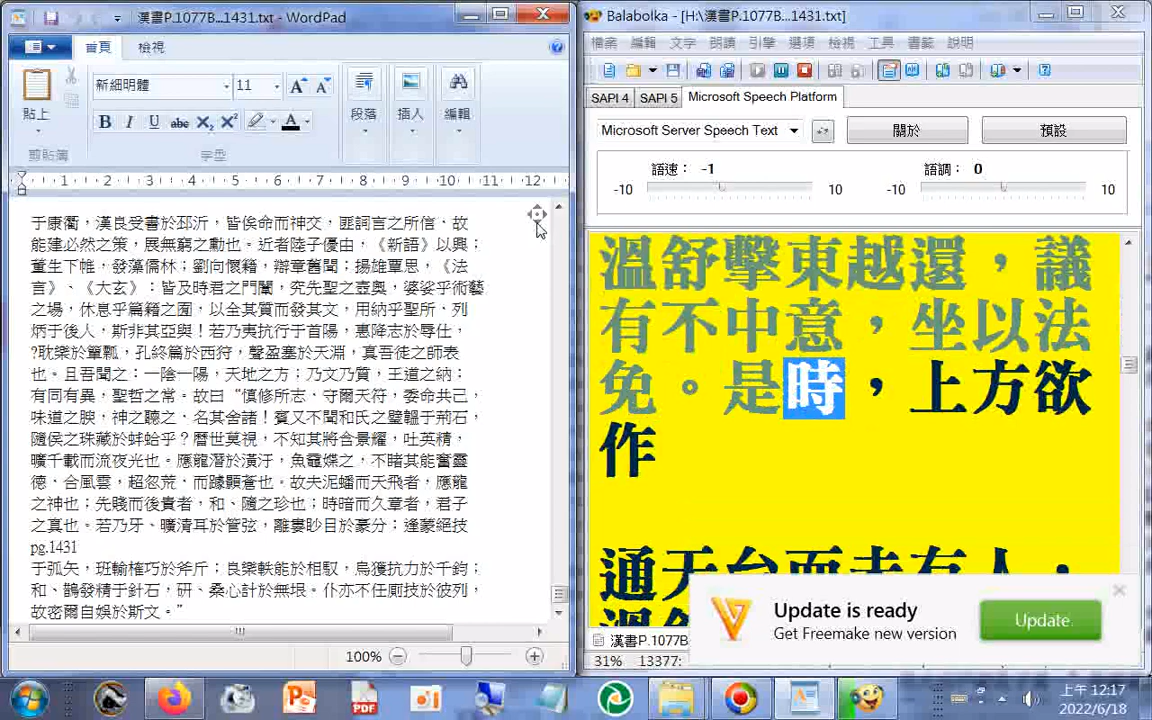 漢書P.1077B...1431.txt - WordPad
首頁
檢視
貼上
剪貼簿
新細明體
11
字型
段落
插入
編輯
1 2 3 4 5 6 7 8 9 10 11 12
于康衢，漢良受書於邳沂，皆俟命而神交，匪詞言之所信，故
能建必然之策，展無窮之勳也。近者陸子優由，《新語》以興；
董生下帷，發藻儒林；劉向司籍，辯章舊聞；揚雄覃思，《法
言》、《大玄》：皆及時君之門闈，究先聖之壼奧，婆娑乎術藝
之場，休息乎篇籍之囿，以全其質而發其文，用納乎聖所，列
炳于後人，斯非其亞與！若乃夷抗行于首陽，惠降志於辱仕，
?耽樂於簞瓢，孔終篇於西狩，聲盈塞於天淵，真吾徒之師表
也。且吾聞之：一陰一陽，天地之方；乃文乃質，王道之綱；
有同有異，聖哲之常。故曰“慎修所志，守爾天符，委命共己，
味道之腴，神之聽之，名其舍諸！賓又不聞和氏之璧韞于荊石，
隨侯之珠藏於蚌蛤乎？曆世莫視，不知其將含景耀，吐英精，
曠千載而流夜光也。應龍潛於潢汙，魚黿媟之，不睹其能奮靈
德，合風雲，超忽荒，而躆顥蒼也。故夫泥蟠而天飛者，應龍
之神也；先賤而後貴者，和、隨之珍也；時暗而久章者，君子
之真也。若乃牙、曠清耳於管弦，離婁眇目於豪分；逢蒙絕技
pg.1431
于孤矢，班輸榷巧於斧斤；良樂軼能於相馭，烏獲抗力於千鈞；
和、鵲發精于針石，研、桑心計於無垠。仆亦不任廁技於彼列，
故密爾自娛於斯文。”
100%
Balabolka - [H:\漢書P.1077B...1431.txt]
檔案 編輯 文字 朗讀 引擎 選項 檢視 工具 書籤 說明
SAPI 4 SAPI 5 Microsoft Speech Platform
Microsoft Server Speech Text
關於
預設
語速： -1
語調： 0
-10 10 -10 10
溫舒擊東越還，議
有不中意，坐以法
免。是時，上方欲
作
通天台而未有人，
漢書P.1077B
31% 13377:
Update is ready
Get Freemake new version
Update
上午 12:17
2022/6/18